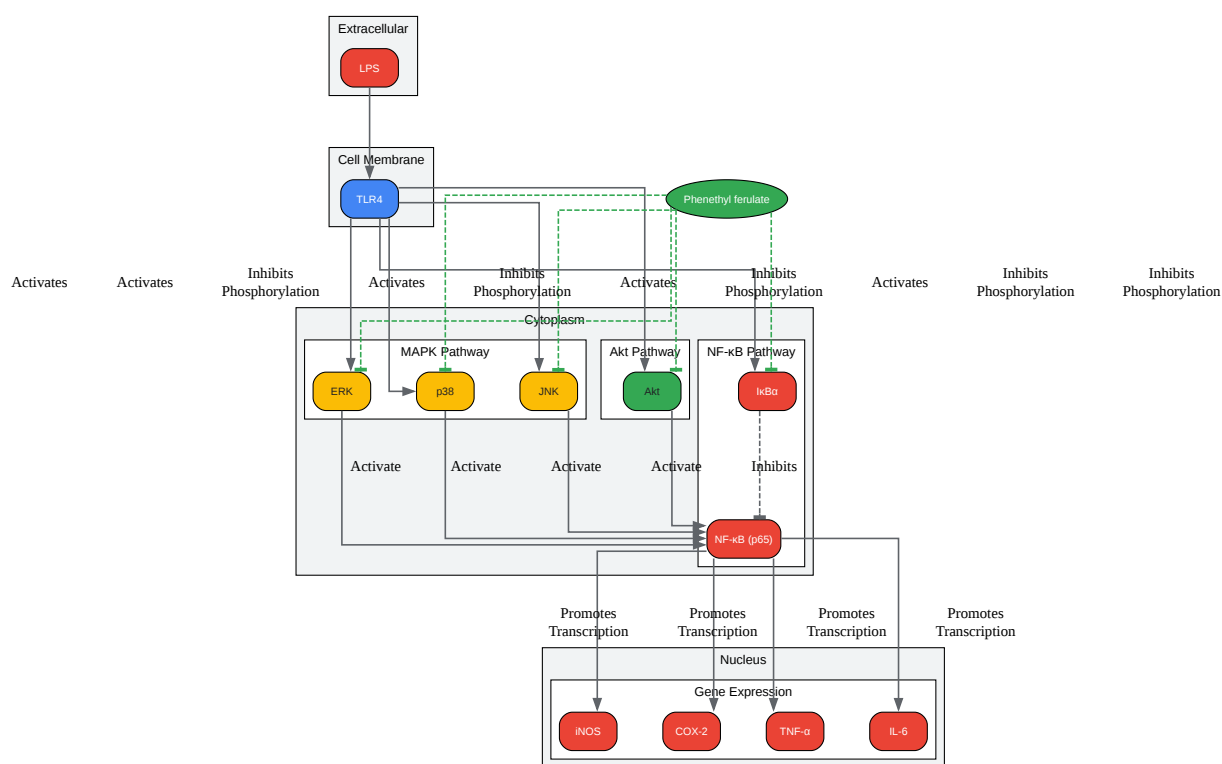 Extracellular
LPS
Cell Membrane
TLR4
Phenethyl ferulate
Activates
Activates
Inhibits
Phosphorylation
Activates
Inhibits
Phosphorylation
Activates
Inhibits
Phosphorylation
Activates
Inhibits
Phosphorylation
Inhibits
Phosphorylation
Cytoplasm
MAPK Pathway
Akt Pathway
NF-κB Pathway
ERK
p38
JNK
Akt
IκBα
Activate
Activate
Activate
Activate
Inhibits
NF-κB (p65)
Promotes
Transcription
Promotes
Transcription
Promotes
Transcription
Promotes
Transcription
Nucleus
Gene Expression
iNOS
COX-2
TNF-α
IL-6